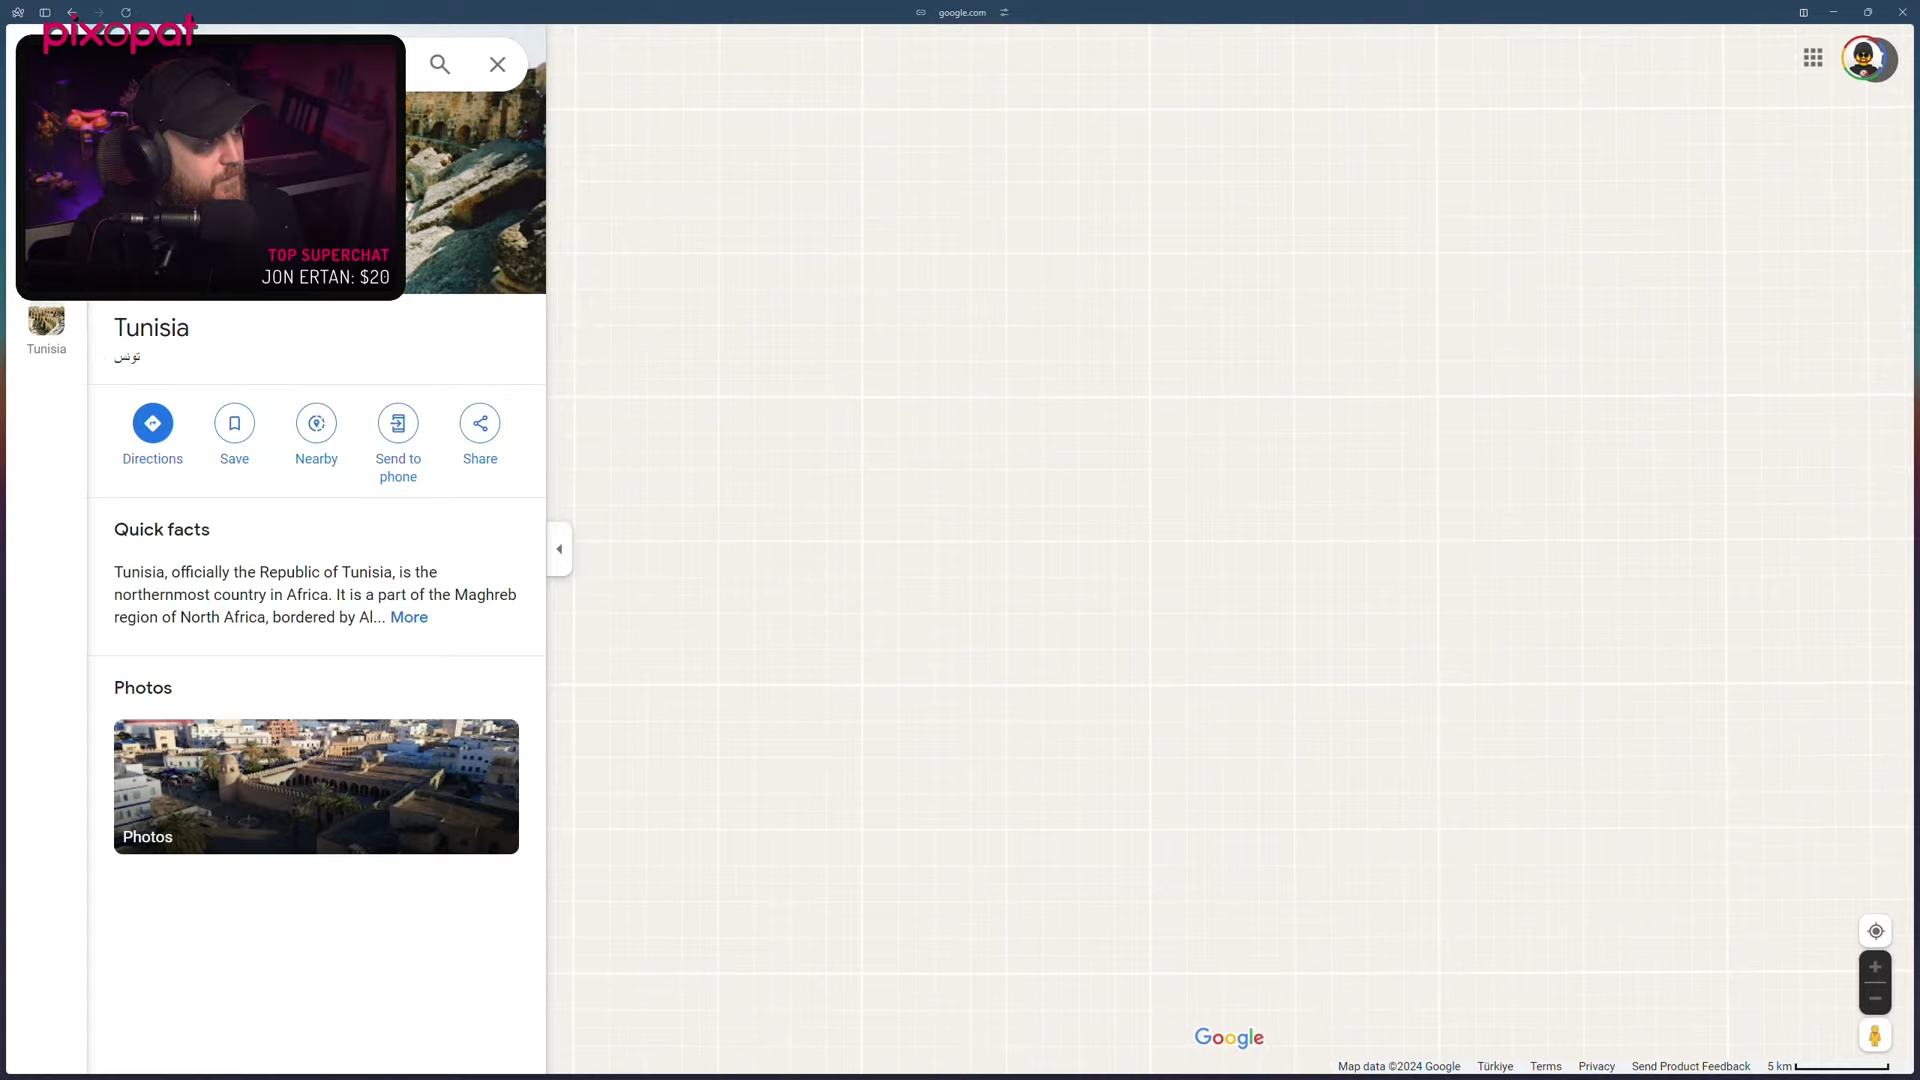 google.com
pixopat
TOP SUPERCHAT
JON ERTAN: $20
Tunisia
Tunisia
تونس
Directions
Save
Nearby
Send to
phone
Share
Quick facts
Tunisia, officially the Republic of Tunisia, is the
northernmost country in Africa. It is a part of the Maghreb
region of North Africa, bordered by Al... More
Photos
Photos
Google
Map data ©2024 Google Türkiye Terms Privacy Send Product Feedback 5 km